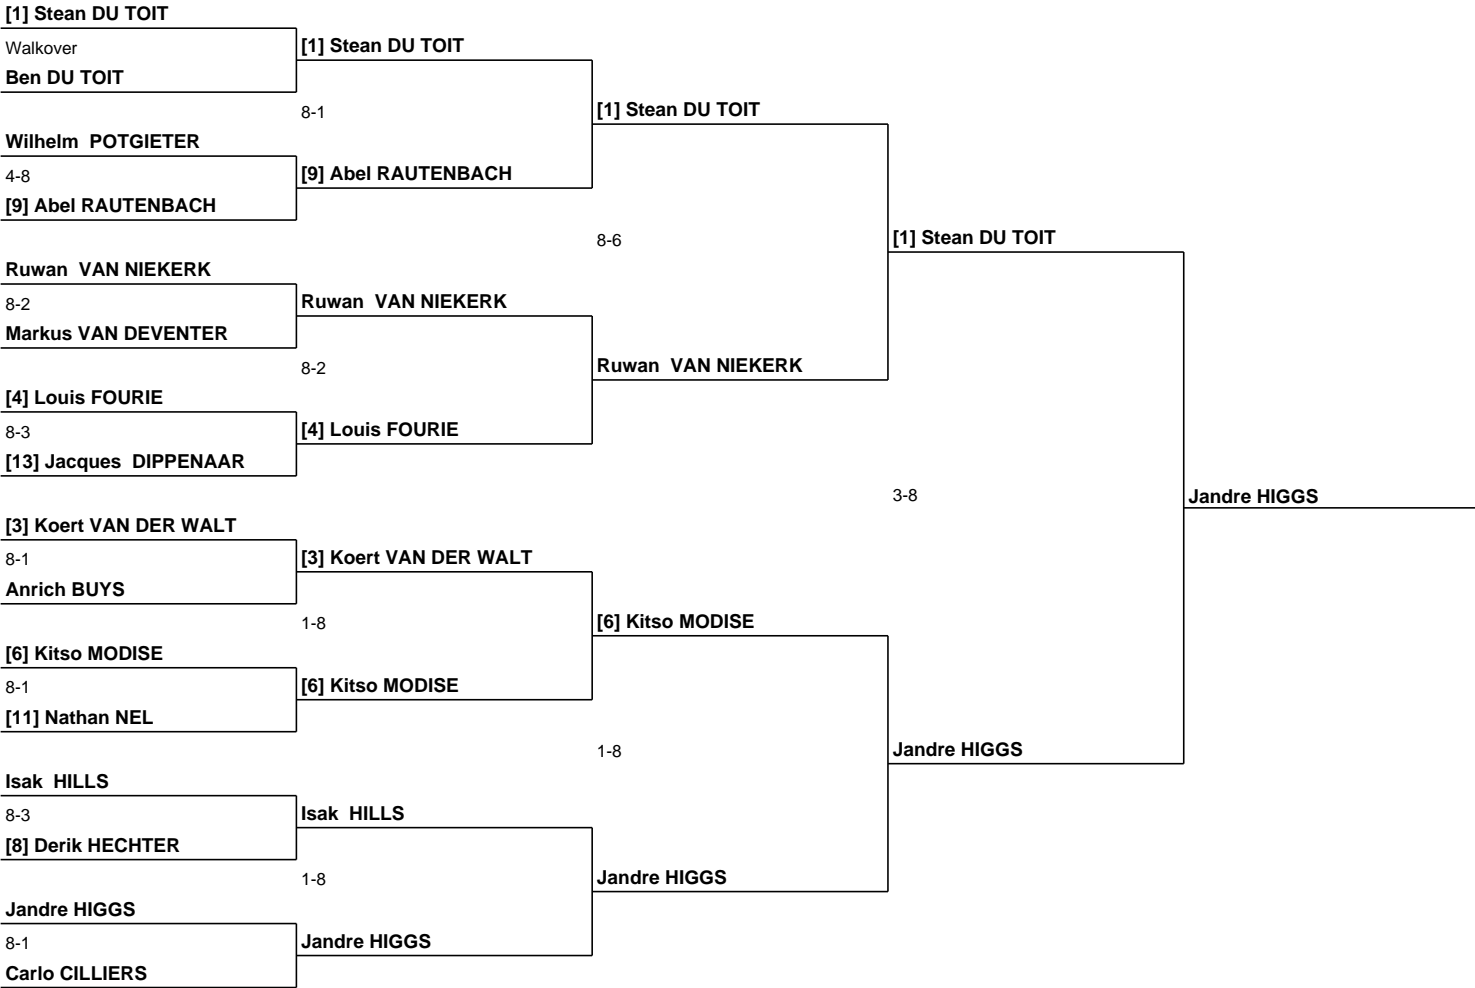 [1] Stean DU TOIT
Walkover
Ben DU TOIT
[1] Stean DU TOIT
8-1
Wilhelm  POTGIETER
4-8
[9] Abel RAUTENBACH
[9] Abel RAUTENBACH
[1] Stean DU TOIT
8-6
Ruwan  VAN NIEKERK
8-2
Markus VAN DEVENTER
Ruwan  VAN NIEKERK
8-2
[4] Louis FOURIE
8-3
[13] Jacques  DIPPENAAR
[4] Louis FOURIE
Ruwan  VAN NIEKERK
[1] Stean DU TOIT
3-8
[3] Koert VAN DER WALT
8-1
Anrich BUYS
[3] Koert VAN DER WALT
1-8
[6] Kitso MODISE
8-1
[11] Nathan NEL
[6] Kitso MODISE
[6] Kitso MODISE
1-8
Isak  HILLS
8-3
[8] Derik HECHTER
Isak  HILLS
1-8
Jandre HIGGS
8-1
Carlo CILLIERS
Jandre HIGGS
Jandre HIGGS
Jandre HIGGS
Jandre HIGGS